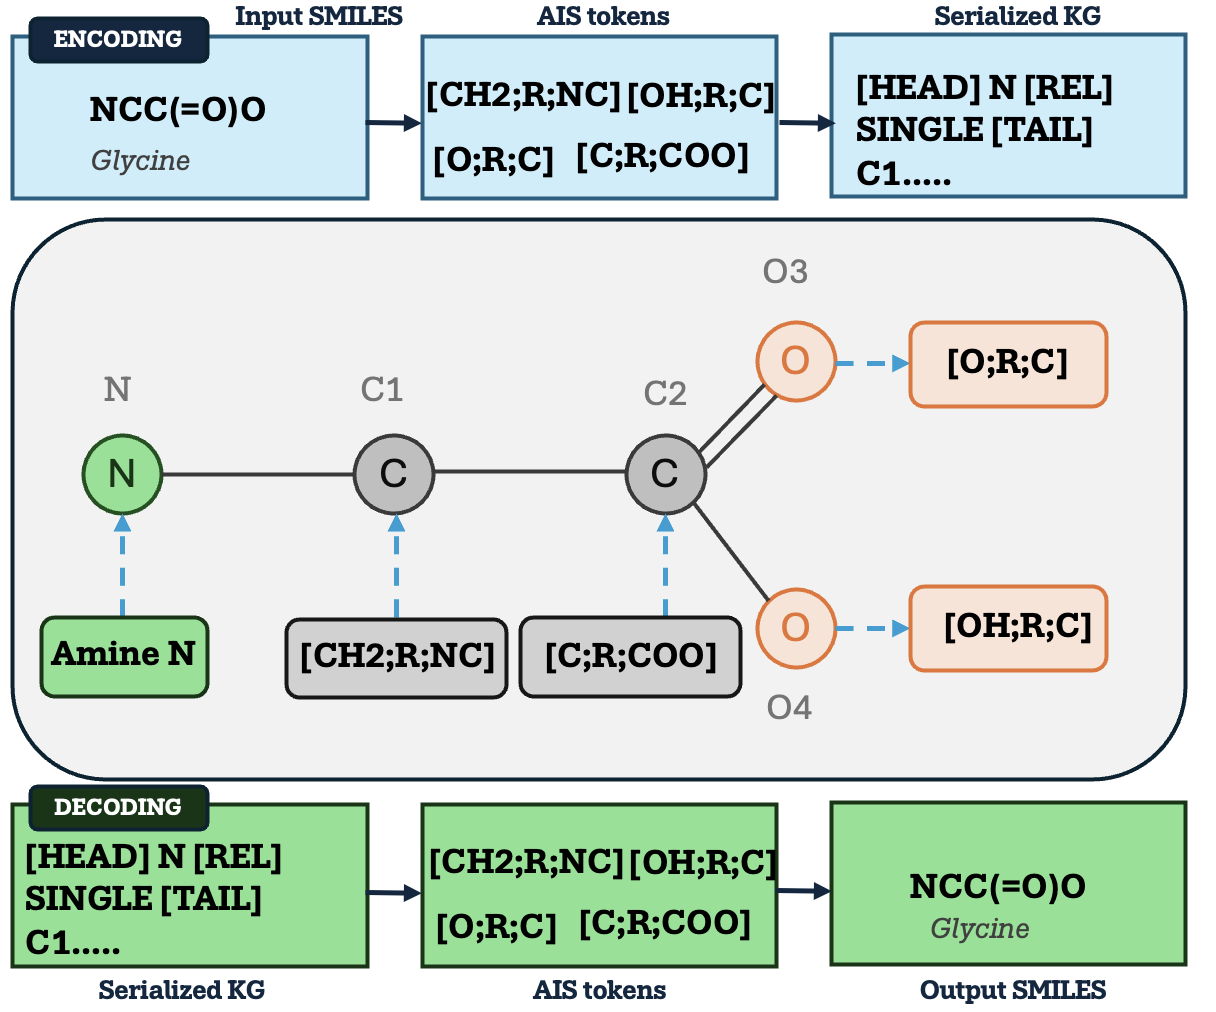 Input SMILES
AIS tokens
Serialized KG
ENCODING
NCC(=O)O
Glycine
[CH2;R;NC] [OH;R;C]
[O;R;C] [C;R;COO]
[HEAD] N [REL]
SINGLE [TAIL]
C1.....
O3
O
[O;R;C]
N
C1
C2
N
C
C
Amine N
[CH2;R;NC]
[C;R;COO]
O
[OH;R;C]
O4
DECODING
[HEAD] N [REL]
SINGLE [TAIL]
C1.....
[CH2;R;NC] [OH;R;C]
[O;R;C] [C;R;COO]
NCC(=O)O
Glycine
Serialized KG
AIS tokens
Output SMILES